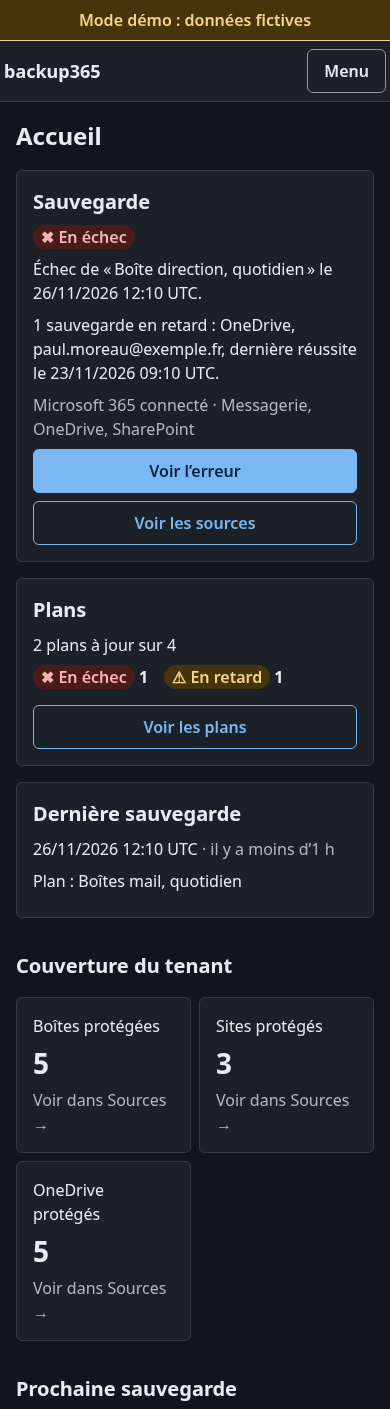 Mode démo : données fictives
backup365
Menu
Accueil
Sauvegarde
✖ En échec
Échec de « Boîte direction, quotidien » le
26/11/2026 12:10 UTC.
1 sauvegarde en retard : OneDrive,
paul.moreau@exemple.fr, dernière réussite
le 23/11/2026 09:10 UTC.
Microsoft 365 connecté · Messagerie,
OneDrive, SharePoint
Voir l’erreur
Voir les sources
Plans
2 plans à jour sur 4
✖ En échec 1 ⚠ En retard 1
Voir les plans
Dernière sauvegarde
26/11/2026 12:10 UTC · il y a moins d’1 h
Plan : Boîtes mail, quotidien
Couverture du tenant
Boîtes protégées
5
Voir dans Sources
→
Sites protégés
3
Voir dans Sources
→
OneDrive
protégés
5
Voir dans Sources
→
Prochaine sauvegarde